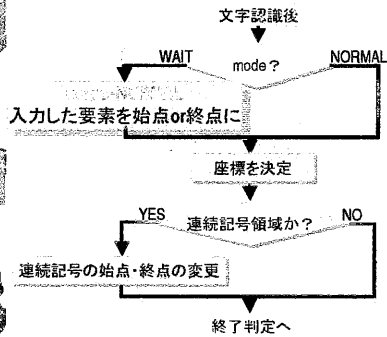 文字認識後
WAIT
mode?
NORMAL
入力した要素を始点or終点に
座標を決定
YES
連続記号領域か?
NO
連続記号の始点・終点の変更
終了判定へ